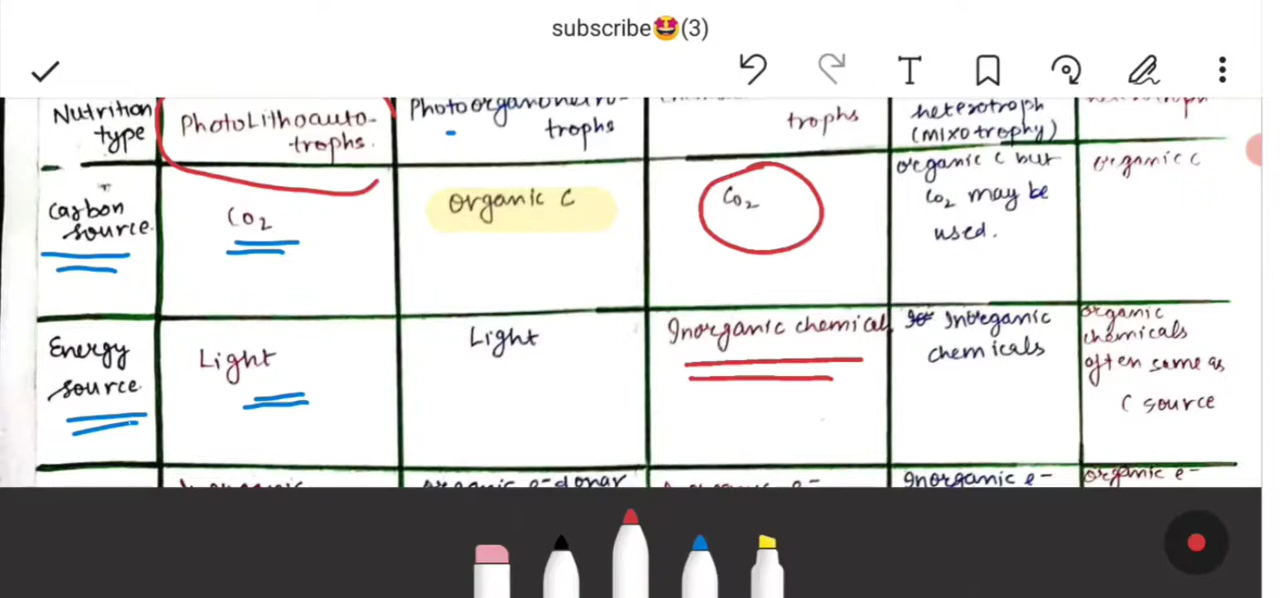 subscribe🤩(3)
T
Nutrition
type
PhotoLithoauto-
trophs.
Photoorganohetro-
trophs
trophs
heterotroph
(mixotrophy)
Carbon
source.
CO2
organic C
CO2
organic C but
CO2 may be
used.
organic C
Energy
source.
Light
Light
Inorganic chemical
Inorganic
chemicals
organic
chemicals
often same as
C source
organic e-donar
Inorganic e-
organic e-